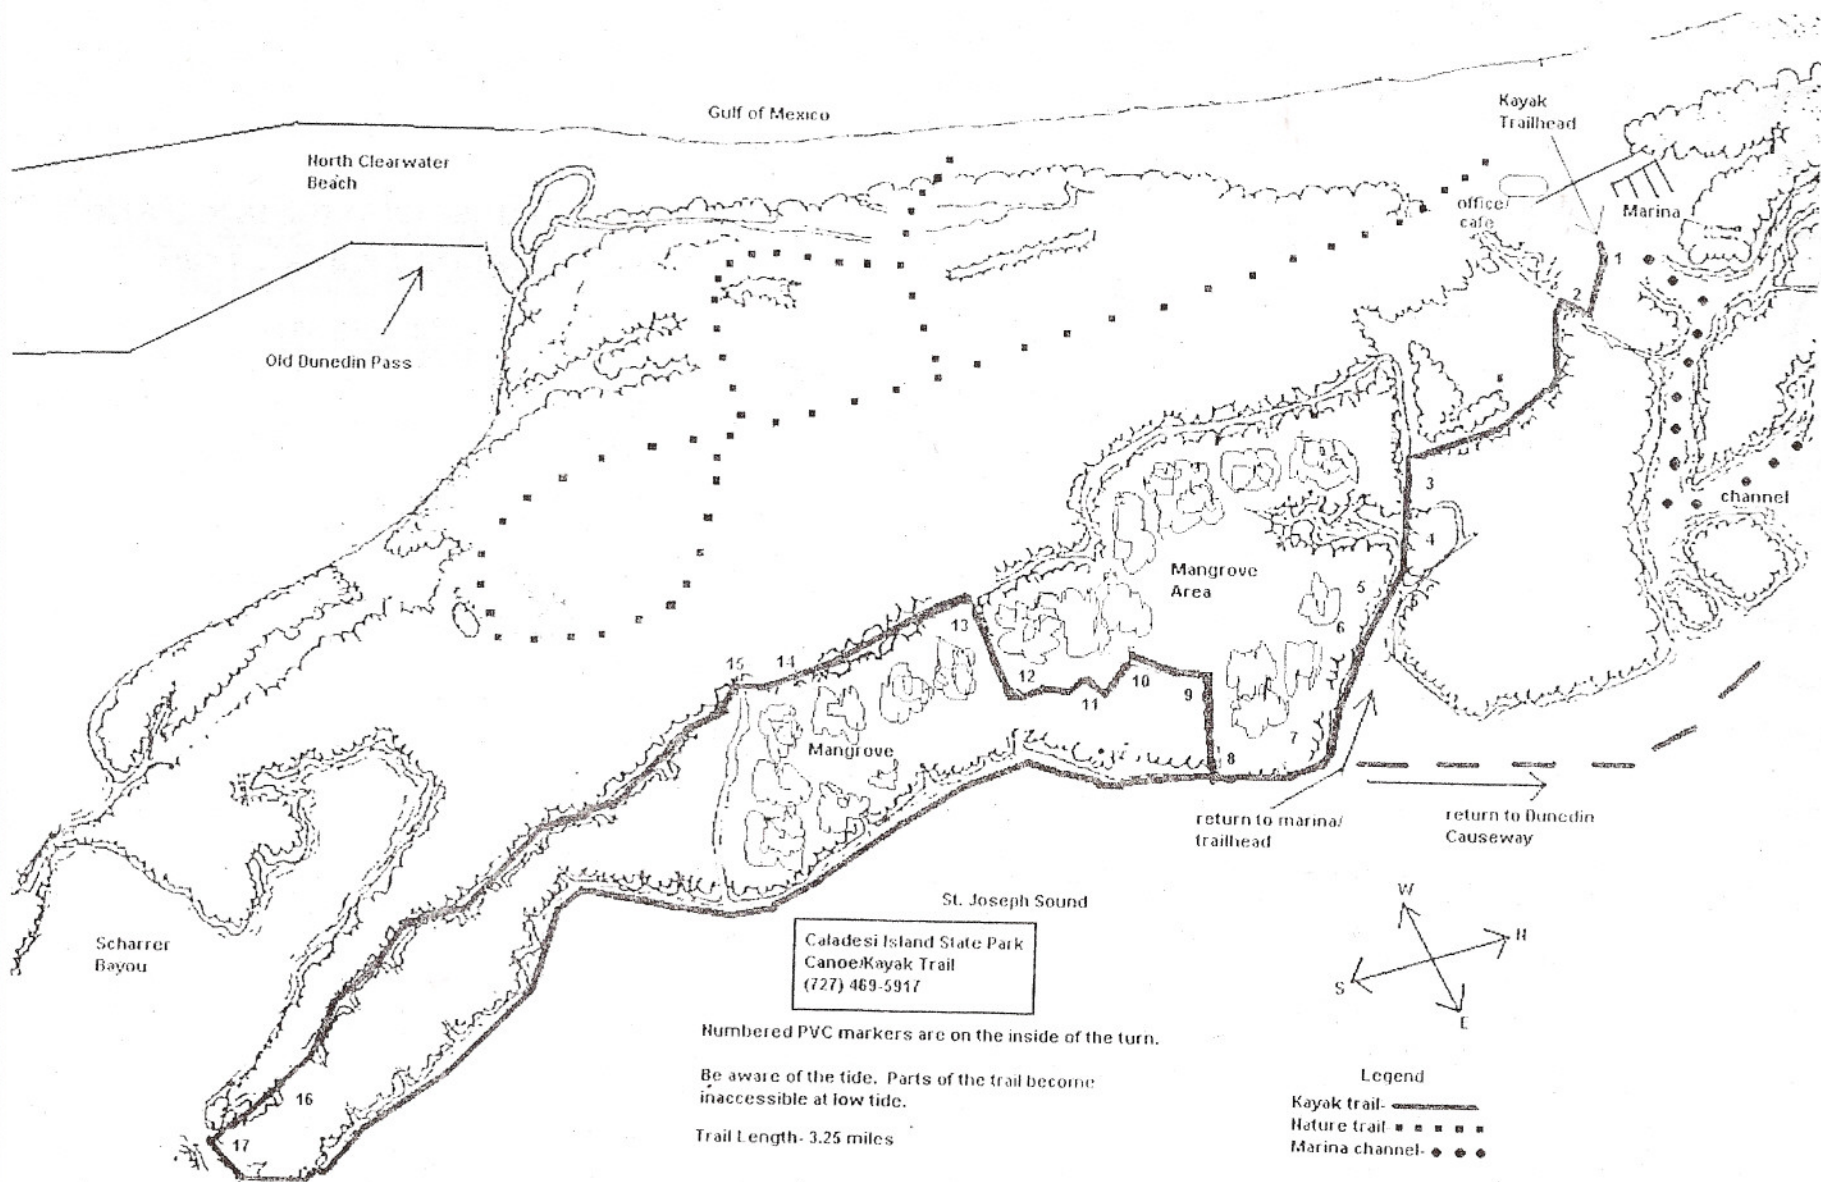 Gulf of Mexico
Kayak
Trailhead
North Clearwater
Beach
office/
cafe
Marina
1
2
Old Dunedin Pass
3
channel
4
Mangrove
Area
5
6
13
15
14
12
10
9
11
7
Mangrove
8
return to marina/
trailhead
return to Dunedin
Causeway
St. Joseph Sound
W
N
S
E
Scharrer
Bayou
Caladesi Island State Park
Canoe/Kayak Trail
(727) 469-5917
Numbered PVC markers are on the inside of the turn.
Be aware of the tide. Parts of the trail become
inaccessible at low tide.
Trail Length- 3.25 miles
16
17
Legend
Kayak trail-
Nature trail-
Marina channel-